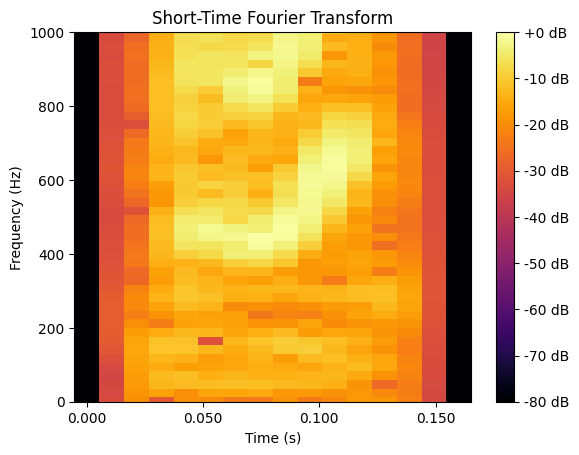 Short-Time Fourier Transform
1000
800
600
400
200
0
Frequency (Hz)
0.000
0.050
0.100
0.150
Time (s)
+0 dB
-10 dB
-20 dB
-30 dB
-40 dB
-50 dB
-60 dB
-70 dB
-80 dB